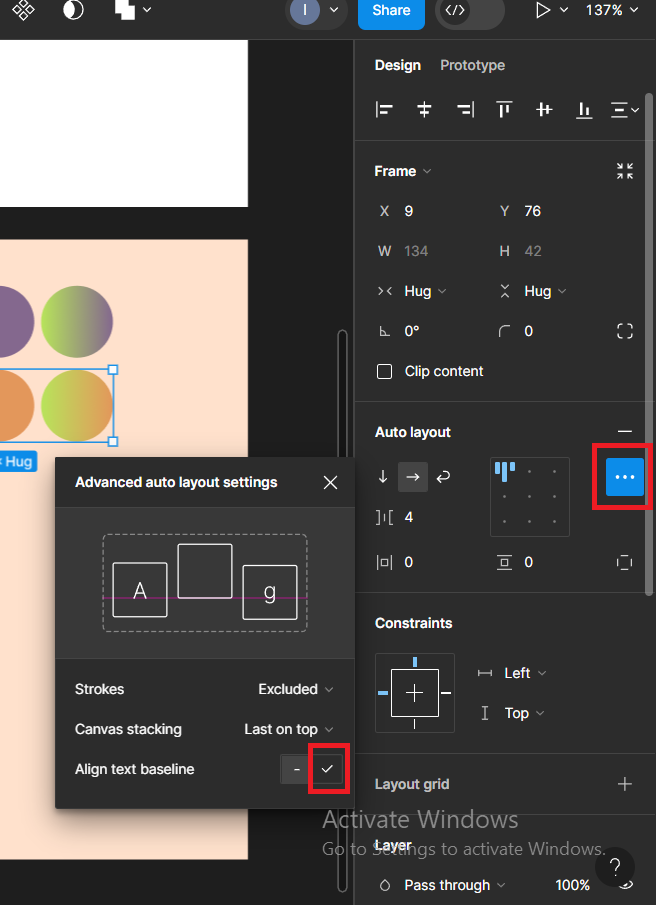 I
Share
137%
Design Prototype
Frame
X 9 Y 76
W 134 H 42
Hug Hug
0° 0
Clip content
Auto layout
4
0 0
Constraints
Left
Top
Layout grid
Layer
Pass through 100%
Hug
Advanced auto layout settings
A g
Strokes Excluded
Canvas stacking Last on top
Align text baseline -
Activate Windows
Go to Settings to activate Windows.
?